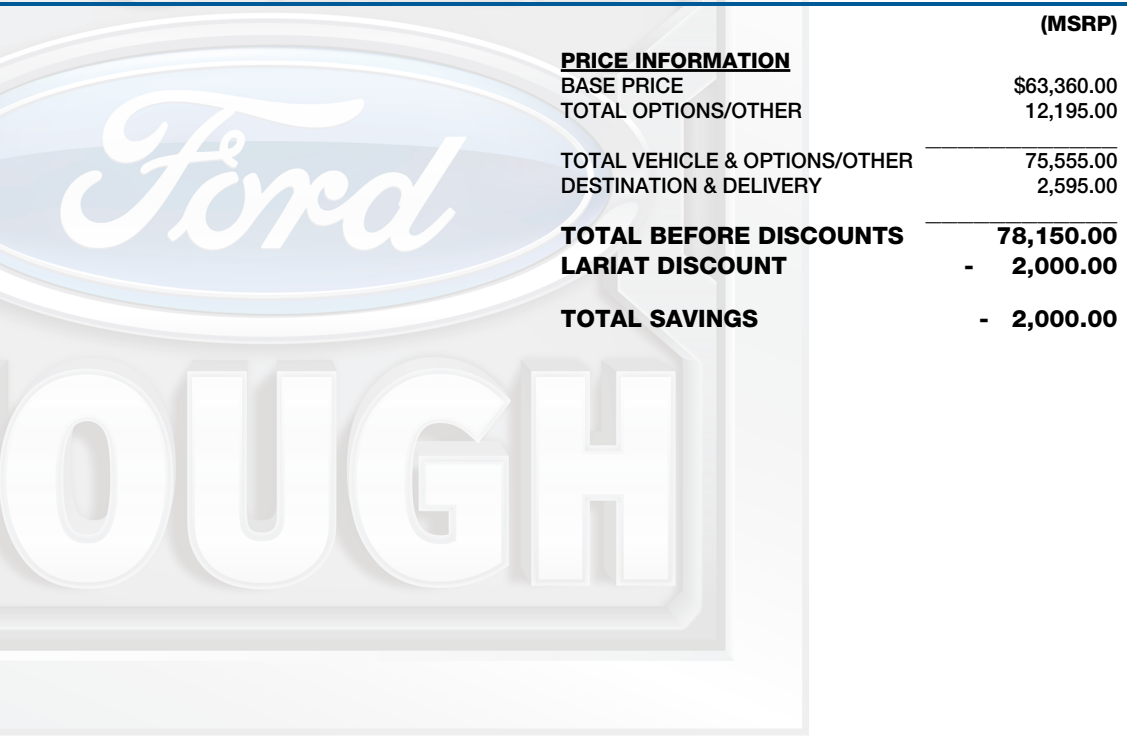 (MSRP)
PRICE INFORMATION
BASE PRICE $63,360.00
TOTAL OPTIONS/OTHER 12,195.00
TOTAL VEHICLE & OPTIONS/OTHER 75,555.00
DESTINATION & DELIVERY 2,595.00
TOTAL BEFORE DISCOUNTS 78,150.00
LARIAT DISCOUNT - 2,000.00
TOTAL SAVINGS - 2,000.00
Ford
OUGH